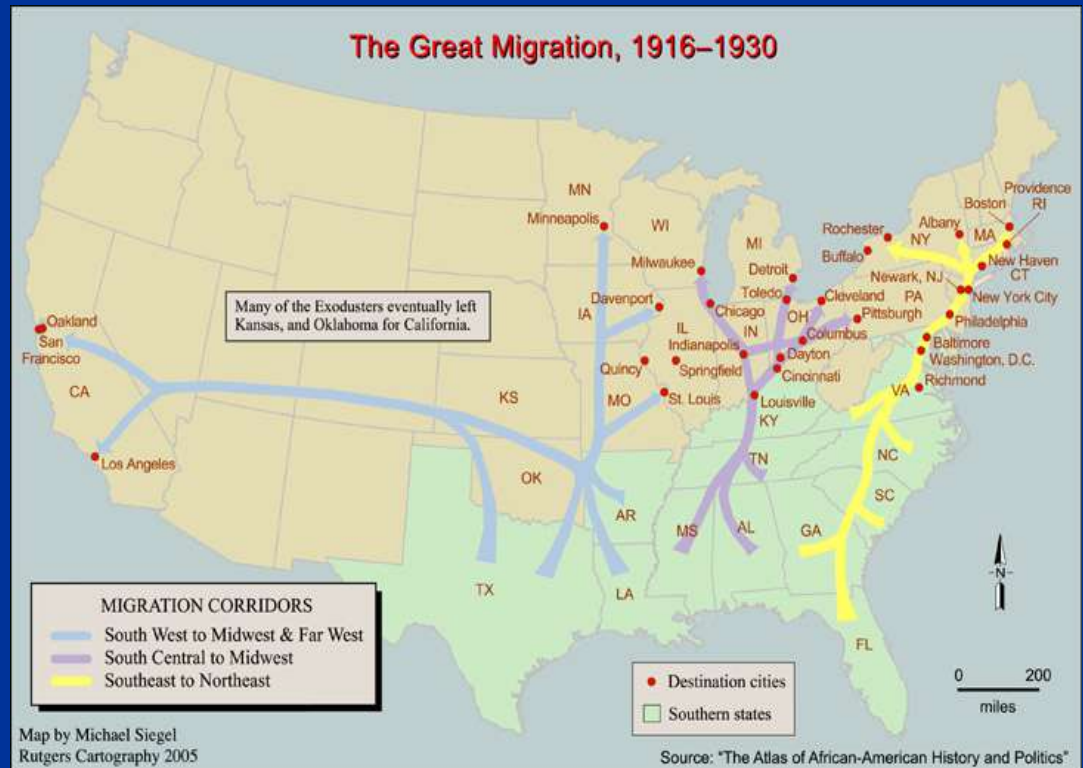 The Great Migration, 1916–1930
Providence
RI
Boston
MN
Minneapolis
WI
Rochester
Albany
NY
MA
MI
Buffalo
Milwaukee
Detroit
New Haven
CT
Newark, NJ
Many of the Exodusters eventually left
Kansas, and Oklahoma for California.
Davenport
Toledo
Cleveland
PA
New York City
IA
Chicago
OH
Pittsburgh
Oakland
San
Francisco
IL
IN
Columbus
Philadelphia
Indianapolis
Baltimore
Dayton
Washington, D.C.
Quincy
Springfield
Cincinnati
CA
KS
MO
St. Louis
Louisville
VA
Richmond
KY
Los Angeles
TN
NC
OK
AR
SC
MS
AL
GA
TX
LA
FL
N
MIGRATION CORRIDORS
South West to Midwest & Far West
South Central to Midwest
Southeast to Northeast
Destination cities
Southern states
0 200
miles
Map by Michael Siegel
Rutgers Cartography 2005
Source: "The Atlas of African-American History and Politics"